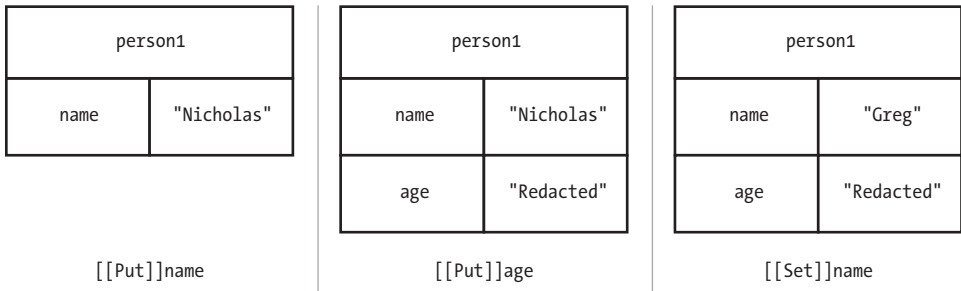 person1
name "Nicholas"
[[Put]]name
person1
name "Nicholas"
age "Redacted"
[[Put]]age
person1
name "Greg"
age "Redacted"
[[Set]]name